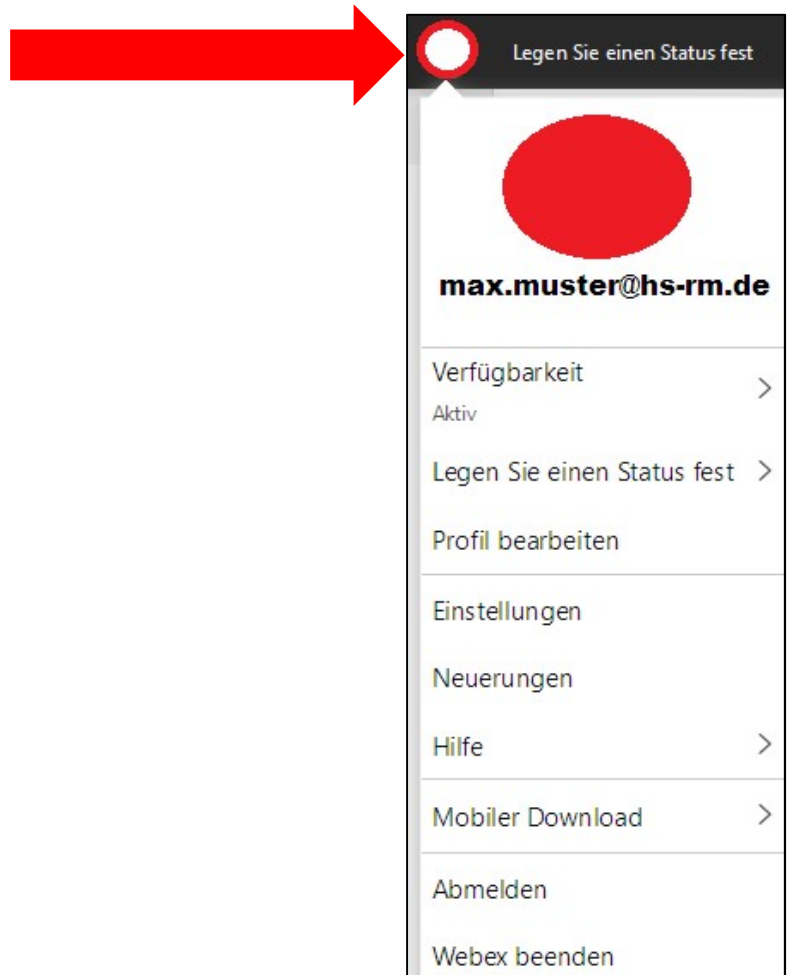 Legen Sie einen Status fest
max.muster@hs-rm.de
Verfügbarkeit
Aktiv
Legen Sie einen Status fest
Profil bearbeiten
Einstellungen
Neuerungen
Hilfe
Mobiler Download
Abmelden
Webex beenden